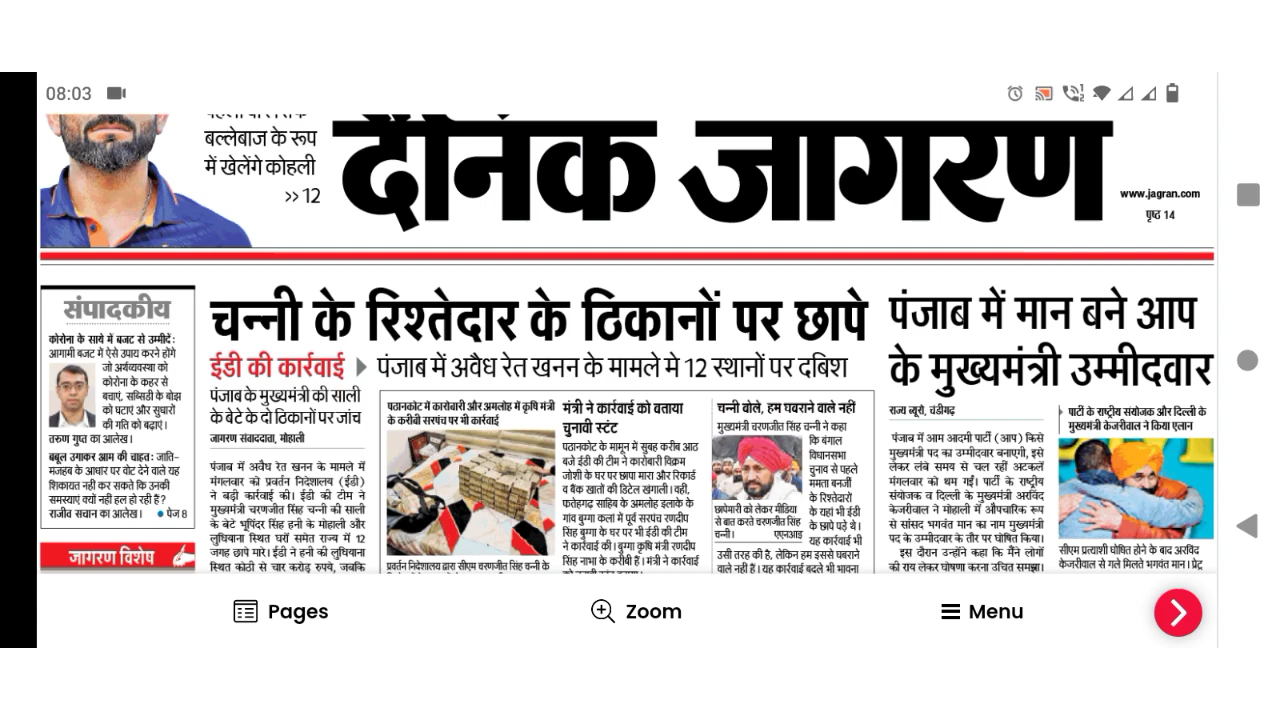 08:03
बल्लेबाज के रूप
में खेलेंगे कोहली
>> 12
दैनिक जागरण
www.jagran.com
पृष्ठ 14
संपादकीय
कोरोना के साये में बजट से उम्मीदें:
आगामी बजट में ऐसे उपाय करने होंगे
जो अर्थव्यवस्था को
कोरोना के कहर से
बचाएं, सब्सिडी के बोझ
को घटाएं और सुधारों
की गति को बढ़ाएं।
तरुण गुप्त का आलेख।
बबूल उगाकर आम की चाहत: जाति-
मजहब के आधार पर वोट देने वाले यह
शिकायत नहीं कर सकते कि उनकी
समस्याएं क्यों नहीं हल हो रही है?
राजीव सचान का आलेख। ● पेज 8
जागरण विशेष
चन्नी के रिश्तेदार के ठिकानों पर छापे
ईडी की कार्रवाई ▶ पंजाब में अवैध रेत खनन के मामले मे 12 स्थानों पर दबिश
पंजाब के मुख्यमंत्री की साली
के बेटे के दो ठिकानों पर जांच
जागरण संवाददाता, मोहाली
पंजाब में अवैध रेत खनन के मामले में
मंगलवार को प्रवर्तन निदेशालय (ईडी)
ने बड़ी कार्रवाई की। ईडी की टीम ने
मुख्यमंत्री चरणजीत सिंह चन्नी की साली
के बेटे भूपिंदर सिंह हनी के मोहाली और
लुधियाना स्थित घरों समेत राज्य में 12
जगह छापे मारे। ईडी ने हनी की लुधियाना
स्थित कोठी से चार करोड़ रुपये, जबकि
पठानकोट में कारोबारी और अमलोह में कृषि मंत्री
के करीबी सरपंच पर भी कार्रवाई
प्रवर्तन निदेशालय द्वारा सीएम चरणजीत सिंह चन्नी के
मंत्री ने कार्रवाई को बताया
चुनावी स्टंट
पठानकोट के मामून में सुबह करीब आठ
बजे ईडी की टीम ने कारोबारी विक्रम
जोशी के घर पर छापा मारा और रिकार्ड
व बैंक खातों की डिटेल खंगाली। वहीं,
फतेहगढ़ साहिब के अमलोह इलाके के
गांव बुग्गा कलां में पूर्व सरपंच रणदीप
सिंह बुग्गा के घर पर भी ईडी की टीम
ने कार्रवाई की। बुग्गा कृषि मंत्री रणदीप
सिंह नाभा के करीबी हैं। मंत्री ने कार्रवाई
चन्नी बोले, हम घबराने वाले नहीं
मुख्यमंत्री चरणजीत सिंह चन्नी ने कहा
कि बंगाल
विधानसभा
चुनाव से पहले
ममता बनर्जी
के रिश्तेदारों
के यहां भी ईडी
के छापे पड़े थे।
यह कार्रवाई भी
छापेमारी को लेकर मीडिया
से बात करते चरणजीत सिंह
चन्नी। एएनआइ
उसी तरह की है, लेकिन हम इससे घबराने
वाले नहीं हैं। यह कार्रवाई बदले भी भावना
पंजाब में मान बने आप
के मुख्यमंत्री उम्मीदवार
राज्य ब्यूरो, चंडीगढ़
पंजाब में आम आदमी पार्टी (आप) किसे
मुख्यमंत्री पद का उम्मीदवार बनाएगी, इसे
लेकर लंबे समय से चल रहीं अटकलें
मंगलवार को थम गईं। पार्टी के राष्ट्रीय
संयोजक व दिल्ली के मुख्यमंत्री अरविंद
केजरीवाल ने मोहाली में औपचारिक रूप
से सांसद भगवंत मान का नाम मुख्यमंत्री
पद के उम्मीदवार के तौर पर घोषित किया।
इस दौरान उन्होंने कहा कि मैंने लोगों
की राय लेकर घोषणा करना उचित समझा।
पार्टी के राष्ट्रीय संयोजक और दिल्ली के
मुख्यमंत्री केजरीवाल ने किया एलान
सीएम प्रत्याशी घोषित होने के बाद अरविंद
केजरीवाल से गले मिलते भगवंत मान। प्रेट्र
Pages
Zoom
Menu